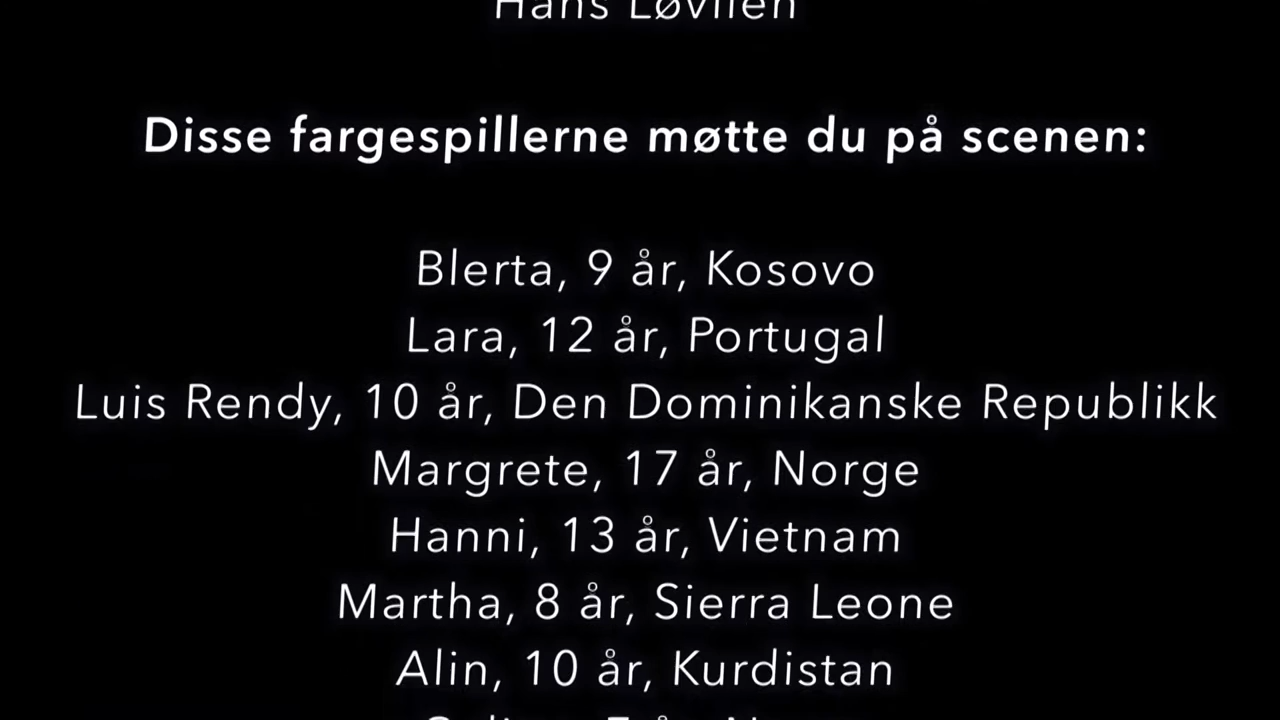 Hans
Disse fargespillerne møtte du på scenen:
Blerta, 9 år, Kosovo
Lara, 12 år, Portugal
Luis Rendy, 10 år, Den Dominikanske Republikk
Margrete, 17 år, Norge
Hanni, 13 år, Vietnam
Martha, 8 år, Sierra Leone
Alin, 10 år, Kurdistan